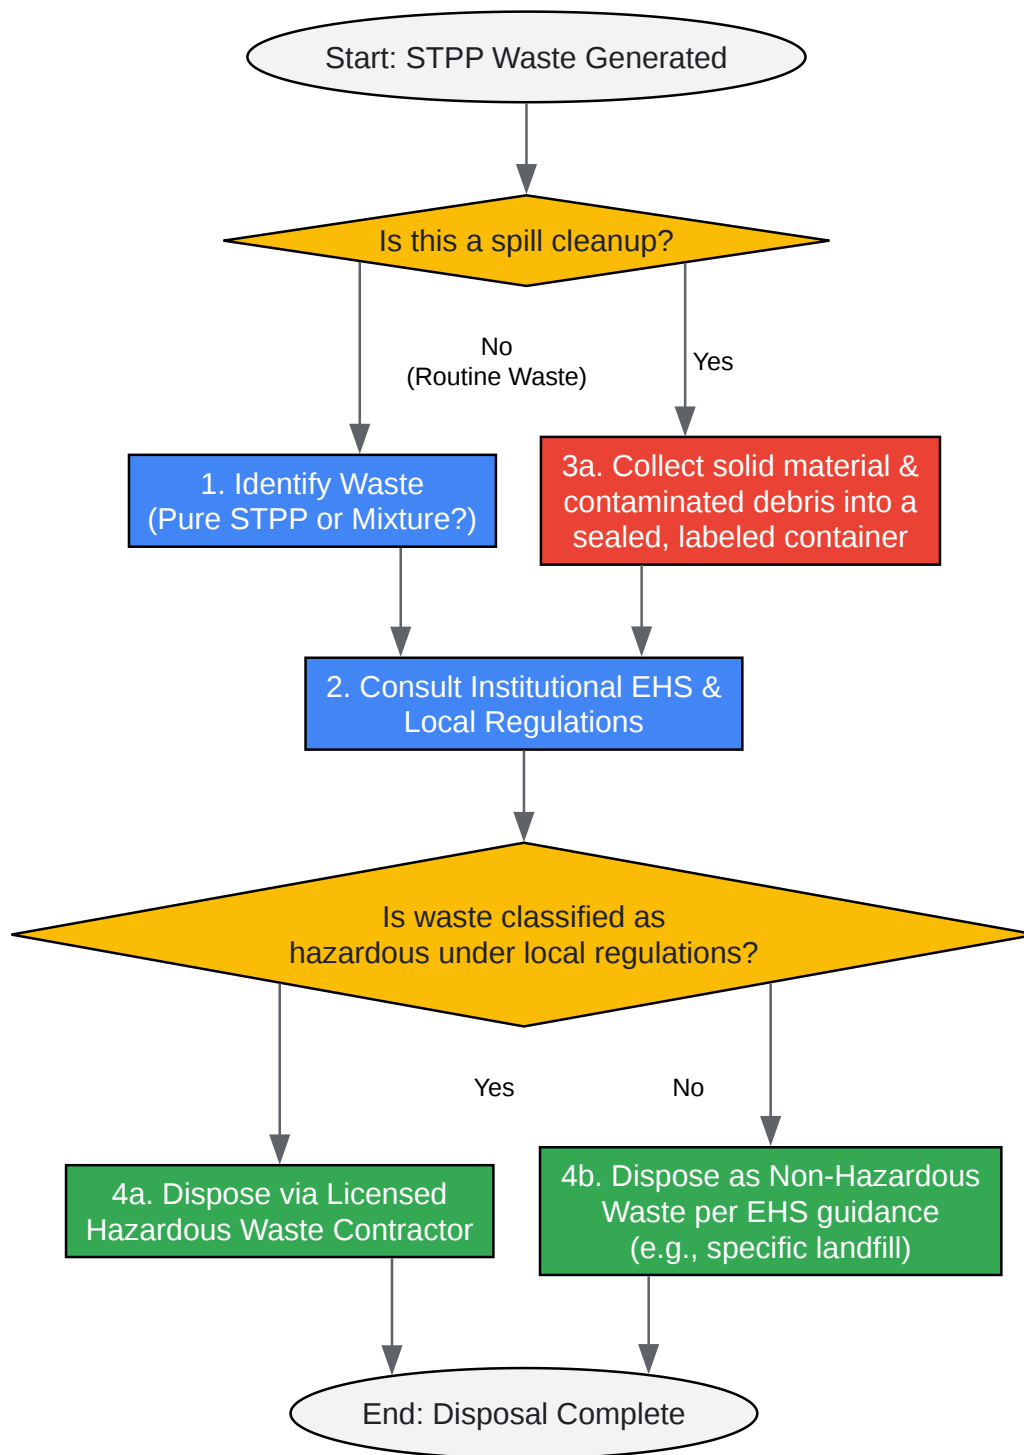 Start: STPP Waste Generated
Is this a spill cleanup?
No
(Routine Waste)
Yes
1. Identify Waste
(Pure STPP or Mixture?)
3a. Collect solid material &
contaminated debris into a
sealed, labeled container
2. Consult Institutional EHS &
Local Regulations
Is waste classified as
hazardous under local regulations?
Yes
No
4a. Dispose via Licensed
Hazardous Waste Contractor
4b. Dispose as Non-Hazardous
Waste per EHS guidance
(e.g., specific landfill)
End: Disposal Complete